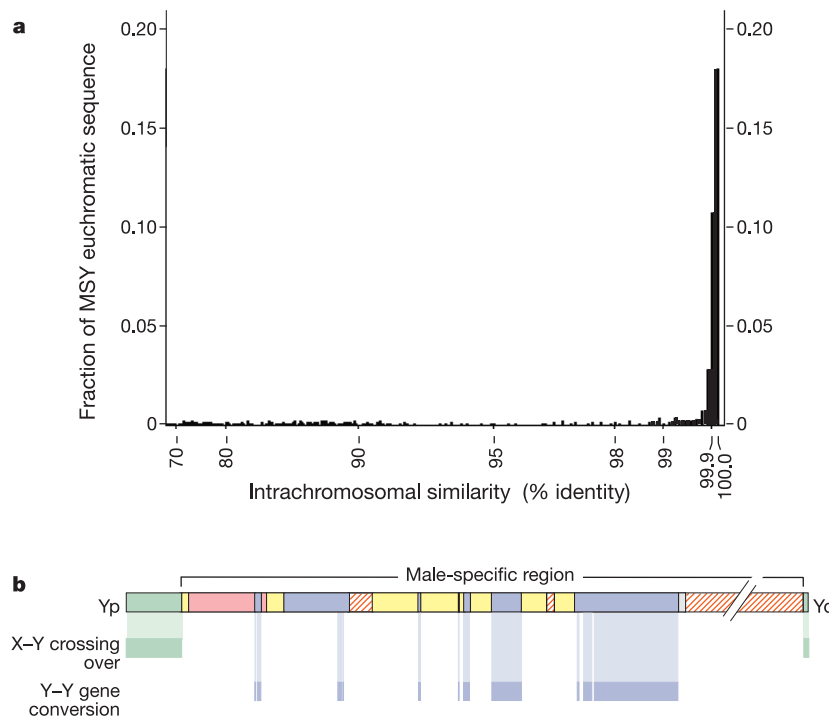 a
Fraction of MSY euchromatic sequence
0.20
0.15
0.10
0.05
0
0.20
0.15
0.10
0.05
0
70
80
90
95
98
99
99.9
100.0
Intrachromosomal similarity (% identity)
b
Male-specific region
Yp
X–Y crossing
over
Y–Y gene
conversion